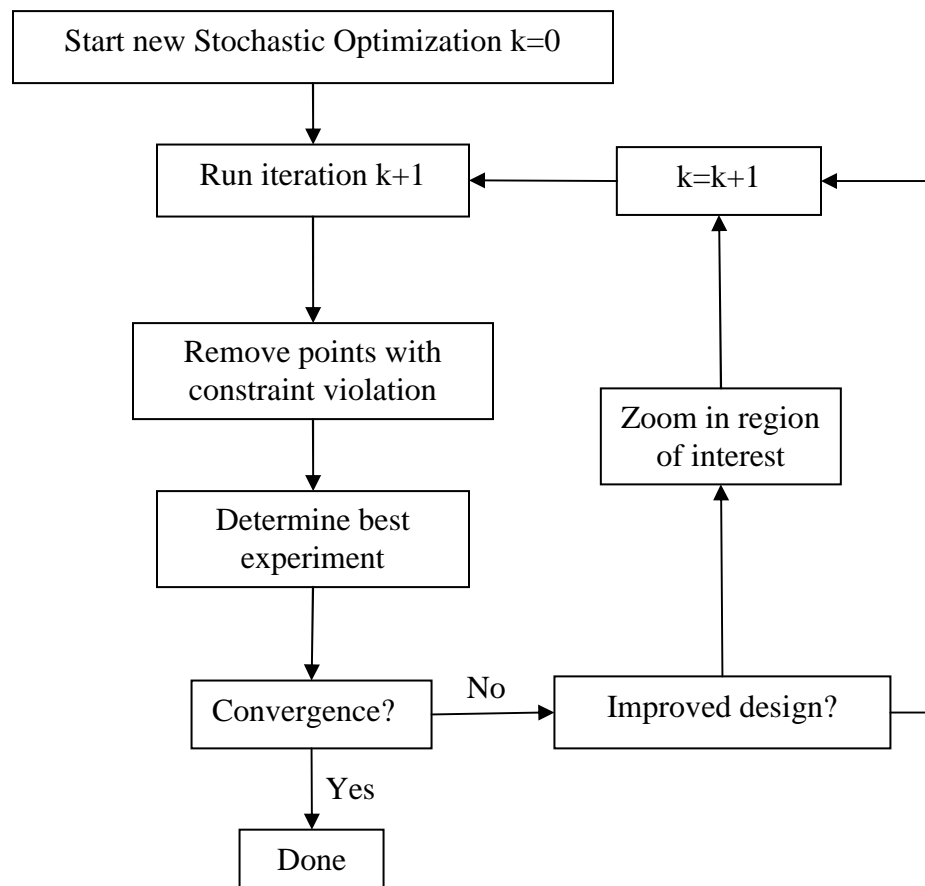 Start new Stochastic Optimization k=0
Run iteration k+1
k=k+1
Remove points with
constraint violation
Zoom in region
of interest
Determine best
experiment
Convergence?
No
Improved design?
Yes
Done